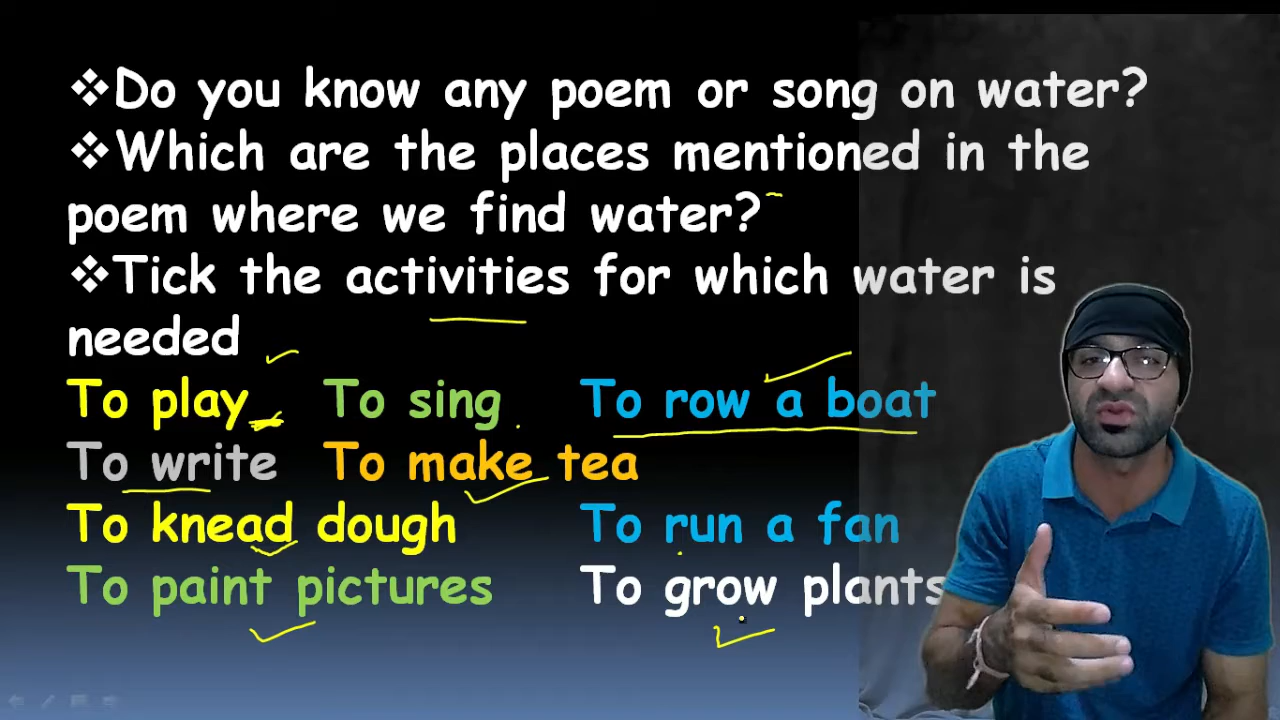 ❖Do you know any poem or song on water?
❖Which are the places mentioned in the
poem where we find water?
❖Tick the activities for which water is
needed
To play To sing To row a boat
To write To make tea
To knead dough To run a fan
To paint pictures To grow plants